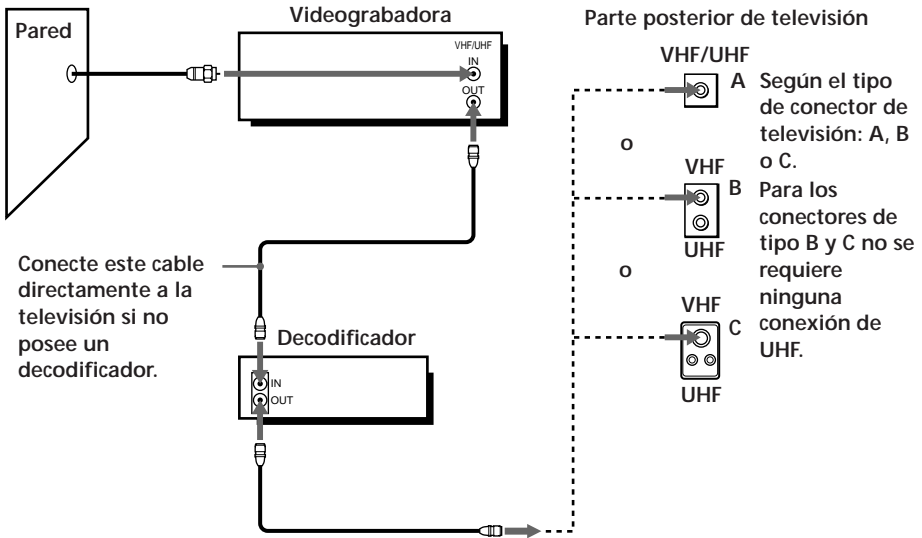 Videograbadora
Parte posterior de televisión
Pared
VHF/UHF
IN
OUT
VHF/UHF
A
Según el tipo
de conector de
televisión: A, B
o C.
o
VHF
B
UHF
Para los
conectores de
tipo B y C no se
requiere
ninguna
conexión de
UHF.
o
VHF
C
UHF
Conecte este cable
directamente a la
televisión si no
posee un
decodificador.
Decodificador
IN
OUT